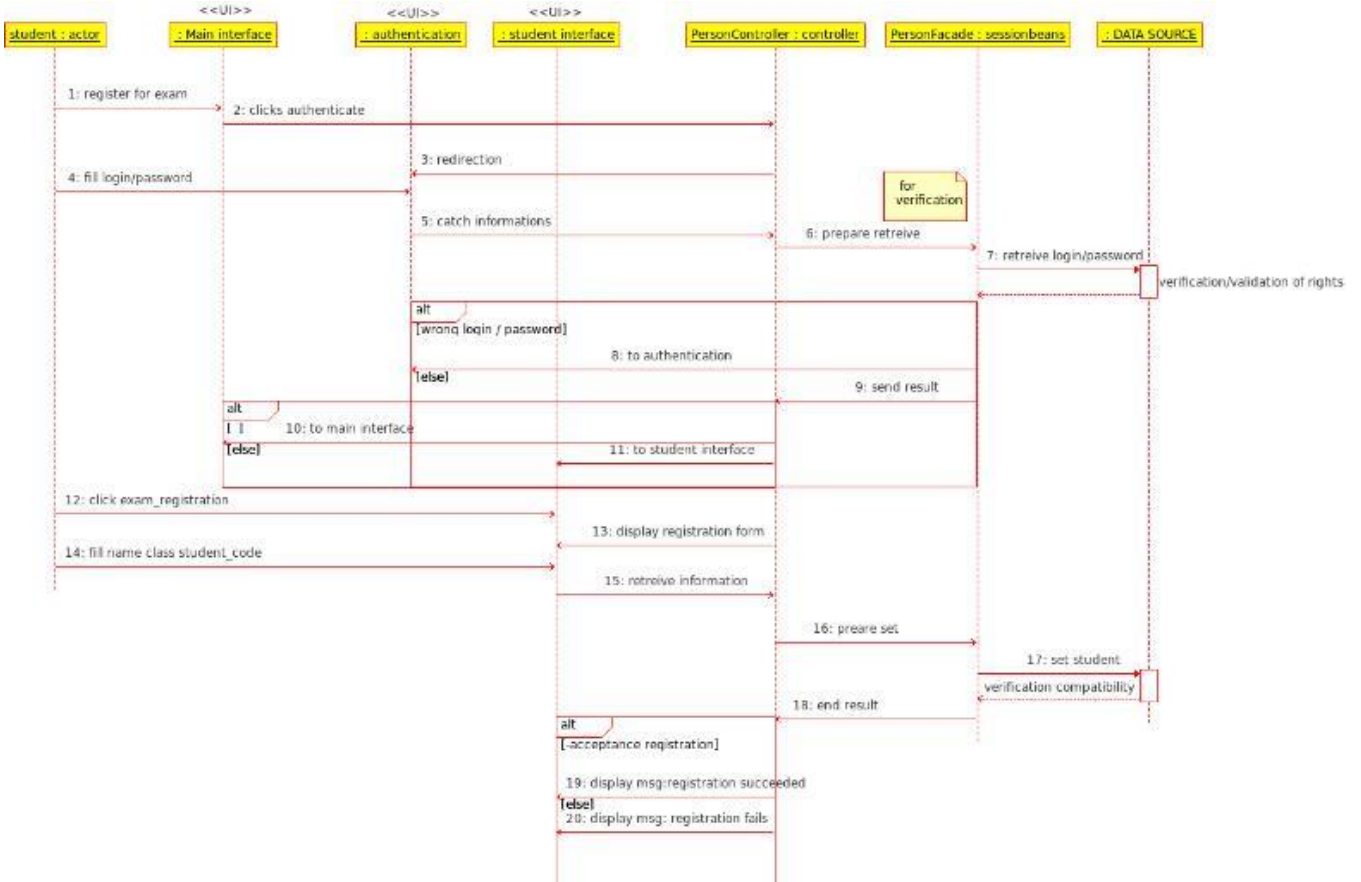 <<UI>> <<UI>> <<UI>>
student : actor : Main interface : authentication : student interface PersonController : controller PersonFacade : sessionbeans : DATA SOURCE
1: register for exam
2: clicks authenticate
3: redirection
4: fill login/password
for
verification
5: catch informations
6: prepare retreive
7: retreive login/password
verification/validation of rights
alt
[wrong login / password]
8: to authentication
[else]
9: send result
alt
[ ]
10: to main interface
[else]
11: to student interface
12: click exam_registration
13: display registration form
14: fill name class student_code
15: retreive information
16: preare set
17: set student
verification compatibility
18: end result
alt
[-acceptance registration]
19: display msg:registration succeeded
[else]
20: display msg: registration fails